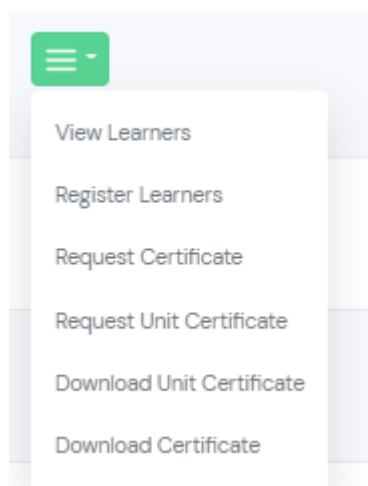 View Learners
Register Learners
Request Certificate
Request Unit Certificate
Download Unit Certificate
Download Certificate